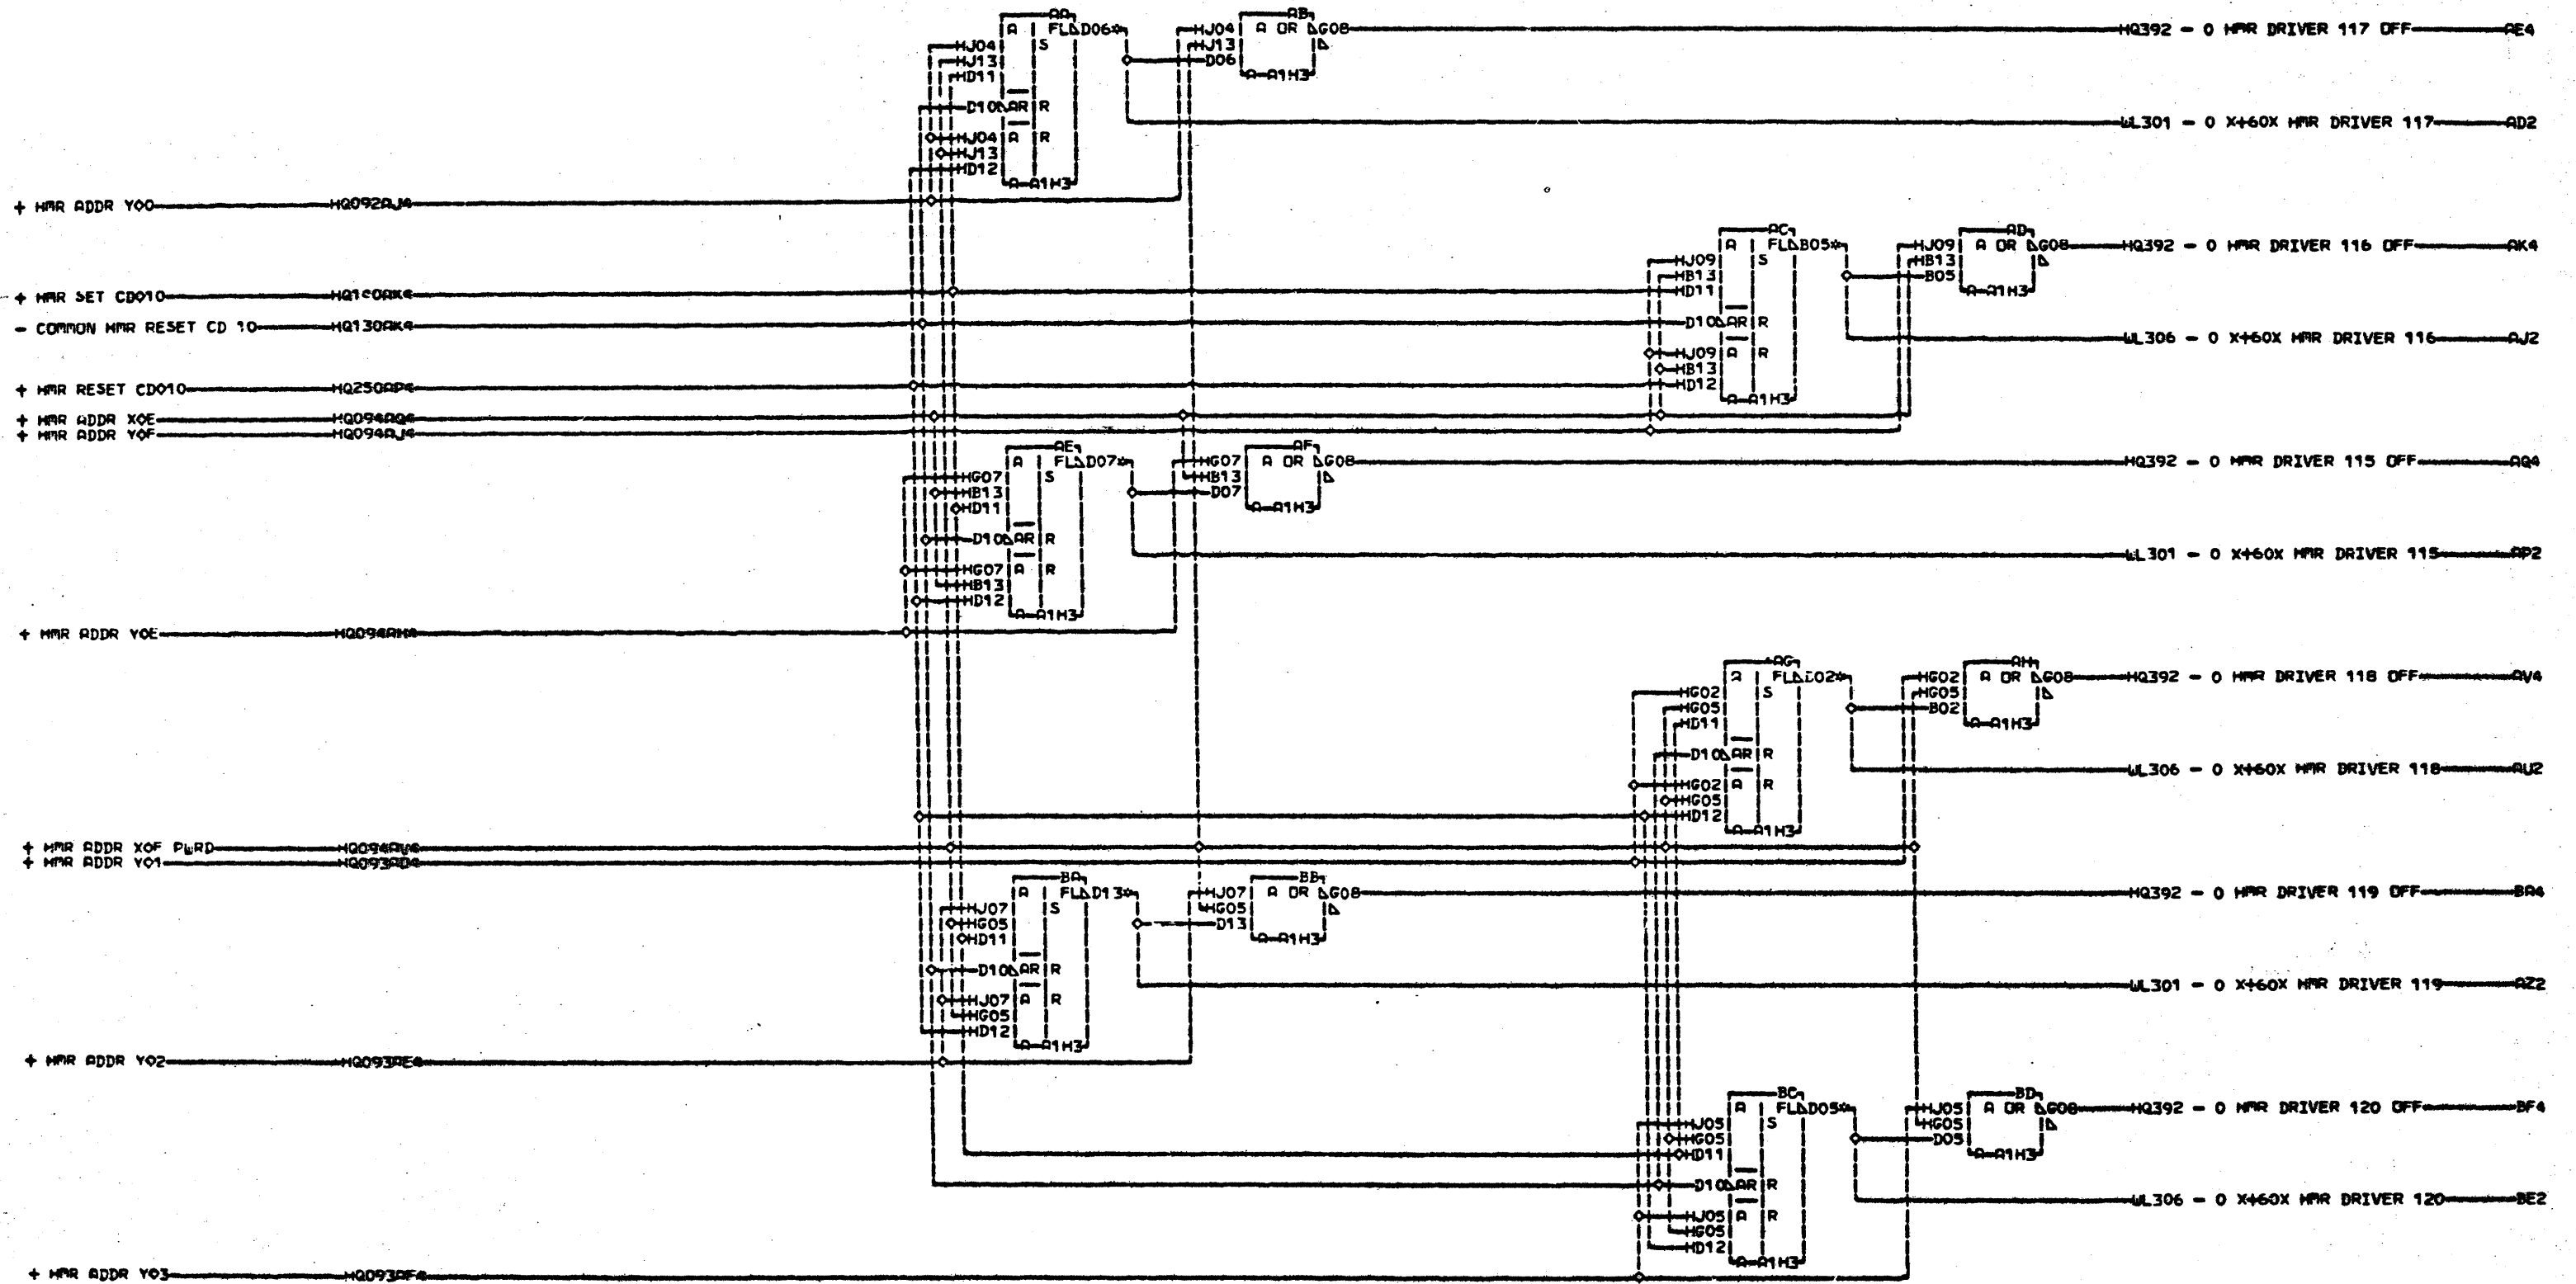 AA
AB
A FL D06*
HJ04 A OR G08 HQ392 - 0 HMR DRIVER 117 OFF AE4
HJ04 S
HJ13
HJ13
D06
HD11
A-A1H3
D10 AR R
WL301 - 0 X+60X HMR DRIVER 117 AD2
HJ04 A R
HJ13
HD12
A-A1H3
+ HMR ADDR Y00 HQ092AJ4
AC
AD
A FL B05*
HJ09 A OR G08 HQ392 - 0 HMR DRIVER 116 OFF AK4
HJ09 S
HB13
HB13
B05
+ HMR SET CD010
HD11
A-A1H3
- COMMON HMR RESET CD 10 HQ130AK4
D10 AR R
WL306 - 0 X+60X HMR DRIVER 116 AJ2
HJ09 A R
HB13
+ HMR RESET CD010 HQ250AP4
HD12
A-A1H3
+ HMR ADDR X0E HQ094AQ4
+ HMR ADDR Y0F HQ094AJ4
AE
AF
A FL D07*
HG07 A OR G08 HQ392 - 0 HMR DRIVER 115 OFF AQ4
HG07 S
HB13
HB13
D07
HD11
A-A1H3
D10 AR R
WL301 - 0 X+60X HMR DRIVER 115 AP2
HG07 A R
HB13
HD12
A-A1H3
+ HMR ADDR Y0E HQ094AH4
AG
AH
A FL
HG02 A OR G08 HQ392 - 0 HMR DRIVER 118 OFF AV4
HG02 S
HG05
HG05
B02
HD11
A-A1H3
D10 AR R
WL306 - 0 X+60X HMR DRIVER 118 AU2
HG02 A R
HG05
HD12
A-A1H3
+ HMR ADDR X0F PWRD HQ094AV4
+ HMR ADDR Y01 HQ093AD4
BA
BB
A FL D13*
HJ07 A OR G08 HQ392 - 0 HMR DRIVER 119 OFF BA4
HJ07 S
HG05
HG05
D13
HD11
A-A1H3
D10 AR R
WL301 - 0 X+60X HMR DRIVER 119 AZ2
HJ07 A R
HG05
HD12
A-A1H3
+ HMR ADDR Y02 HQ093AE4
BC
BD
A FL D05*
HJ05 A OR G08 HQ392 - 0 HMR DRIVER 120 OFF BF4
HJ05 S
HG05
HG05
D05
HD11
A-A1H3
D10 AR R
WL306 - 0 X+60X HMR DRIVER 120 BE2
HJ05 A R
HG05
HD12
A-A1H3
+ HMR ADDR Y03 HQ093AF4